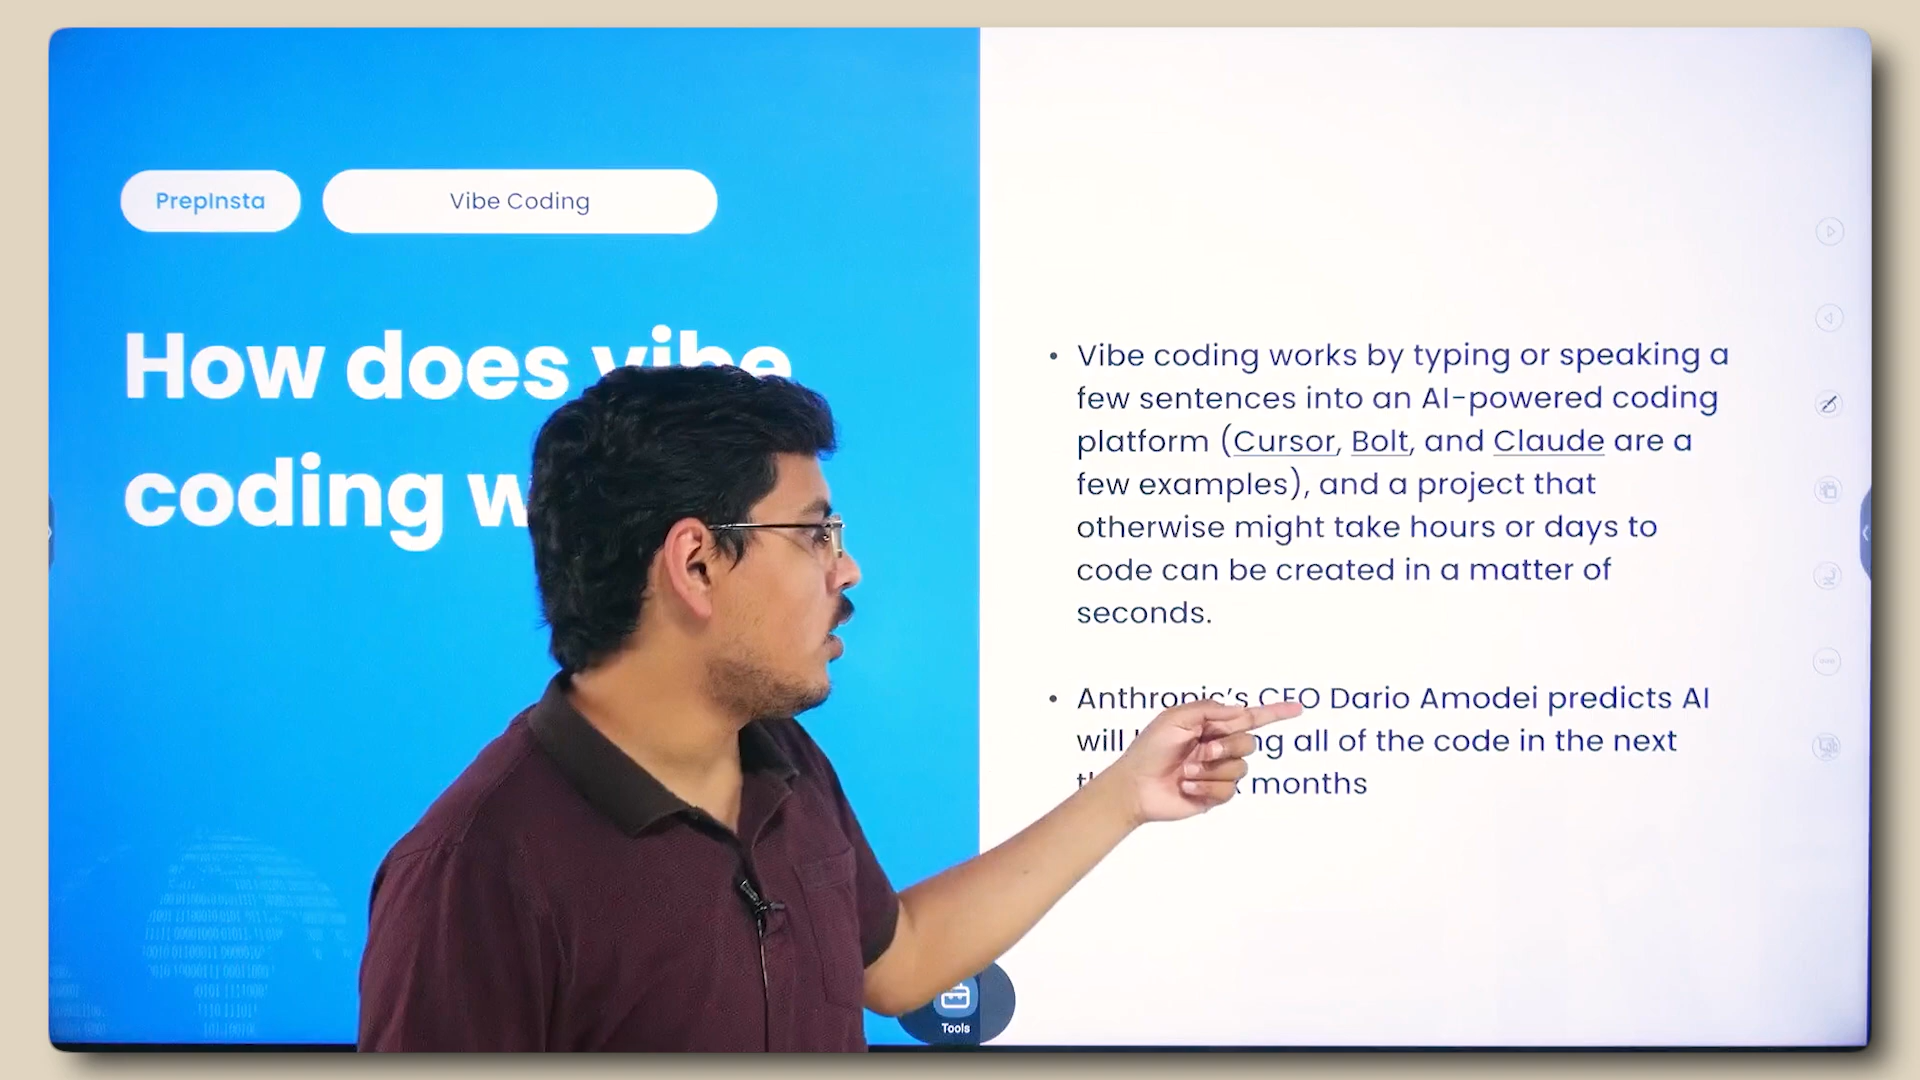 PrepInsta
Vibe Coding
How does vibe
coding
• Vibe coding works by typing or speaking a
few sentences into an AI-powered coding
platform (Cursor, Bolt, and Claude are a
few examples), and a project that
otherwise might take hours or days to
code can be created in a matter of
seconds.
• Anthropic's CEO Dario Amodei predicts AI
will all of the code in the next
months
Tools